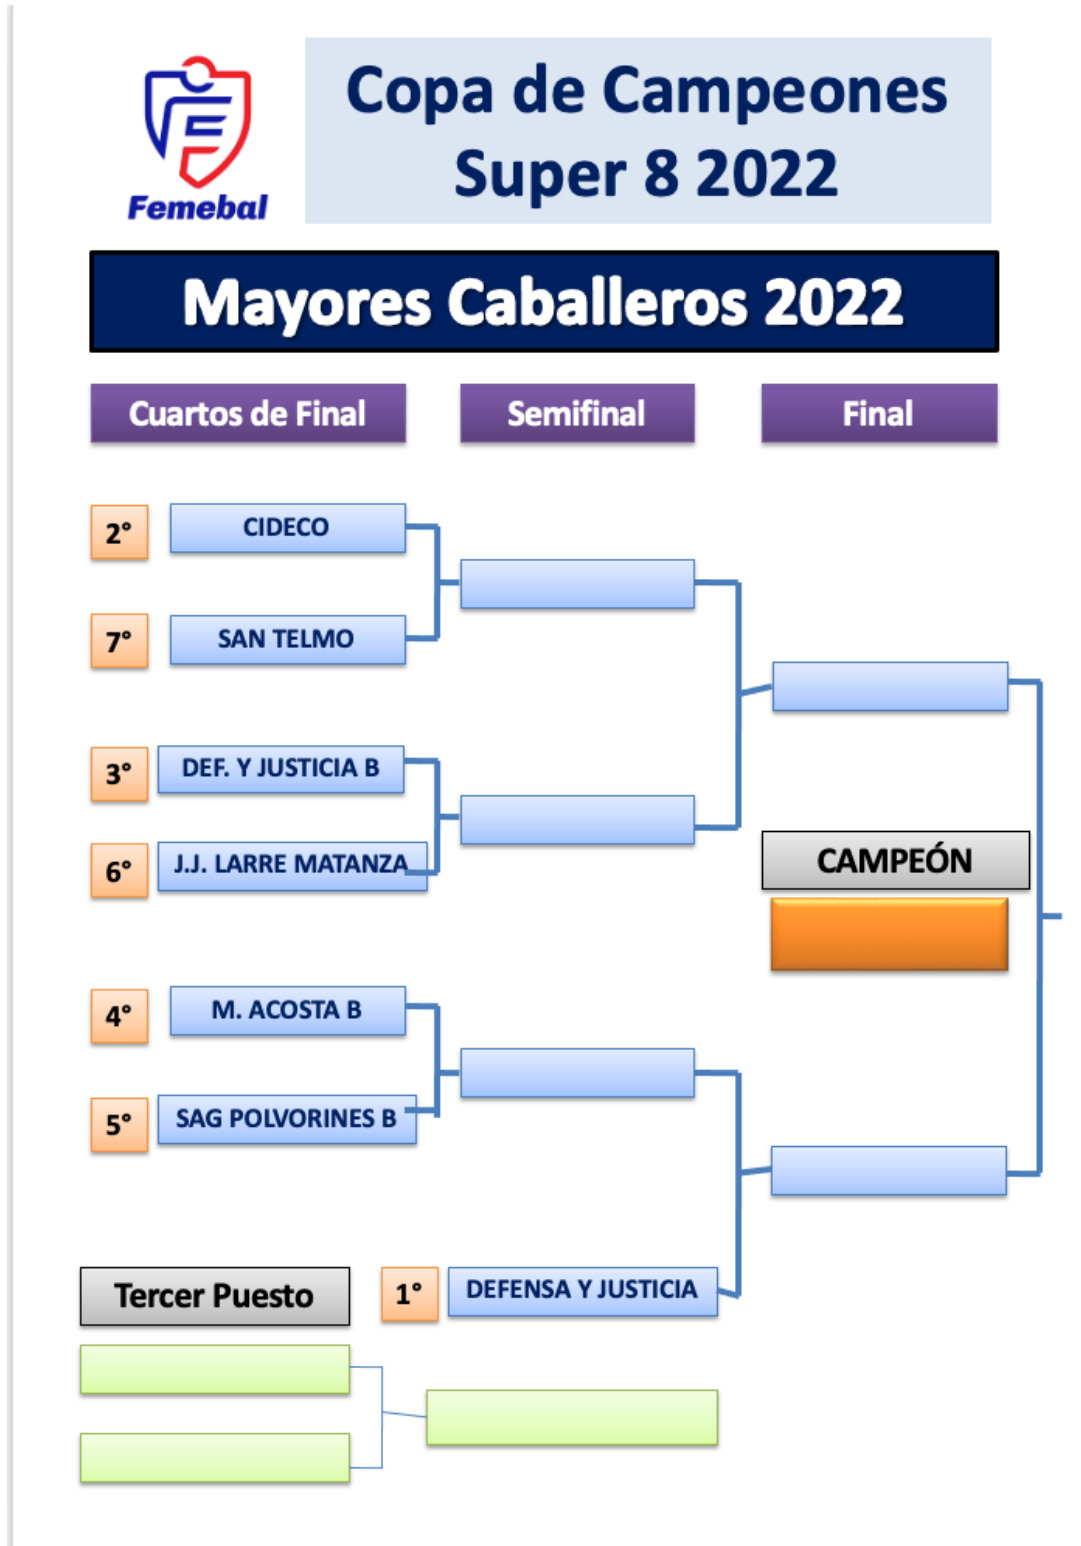 Femebal
Copa de Campeones
Super 8 2022
Mayores Caballeros 2022
Cuartos de Final
Semifinal
Final
2° CIDECO
7° SAN TELMO
3° DEF. Y JUSTICIA B
6° J.J. LARRE MATANZA
CAMPEÓN
4° M. ACOSTA B
5° SAG POLVORINES B
Tercer Puesto
1° DEFENSA Y JUSTICIA